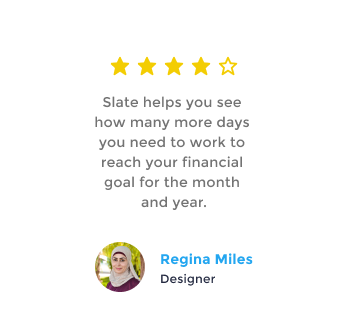 Slate helps you see
how many more days
you need to work to
reach your financial
goal for the month
and year.
Regina Miles
Designer